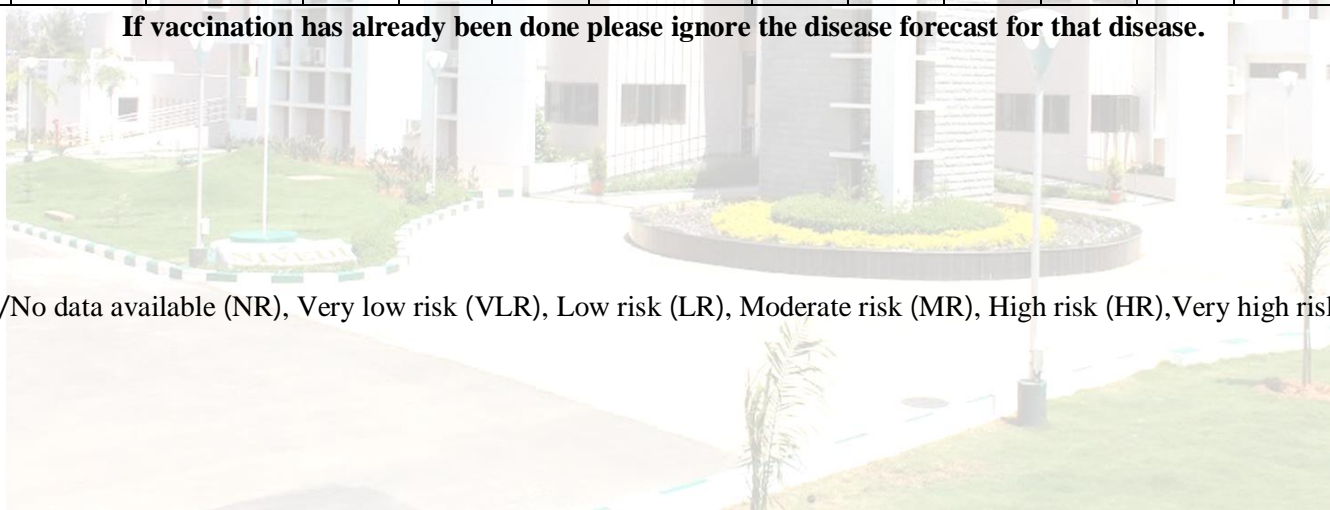 If vaccination has already been done please ignore the disease forecast for that disease.
NIVEDI
/No data available (NR), Very low risk (VLR), Low risk (LR), Moderate risk (MR), High risk (HR),Very high risk